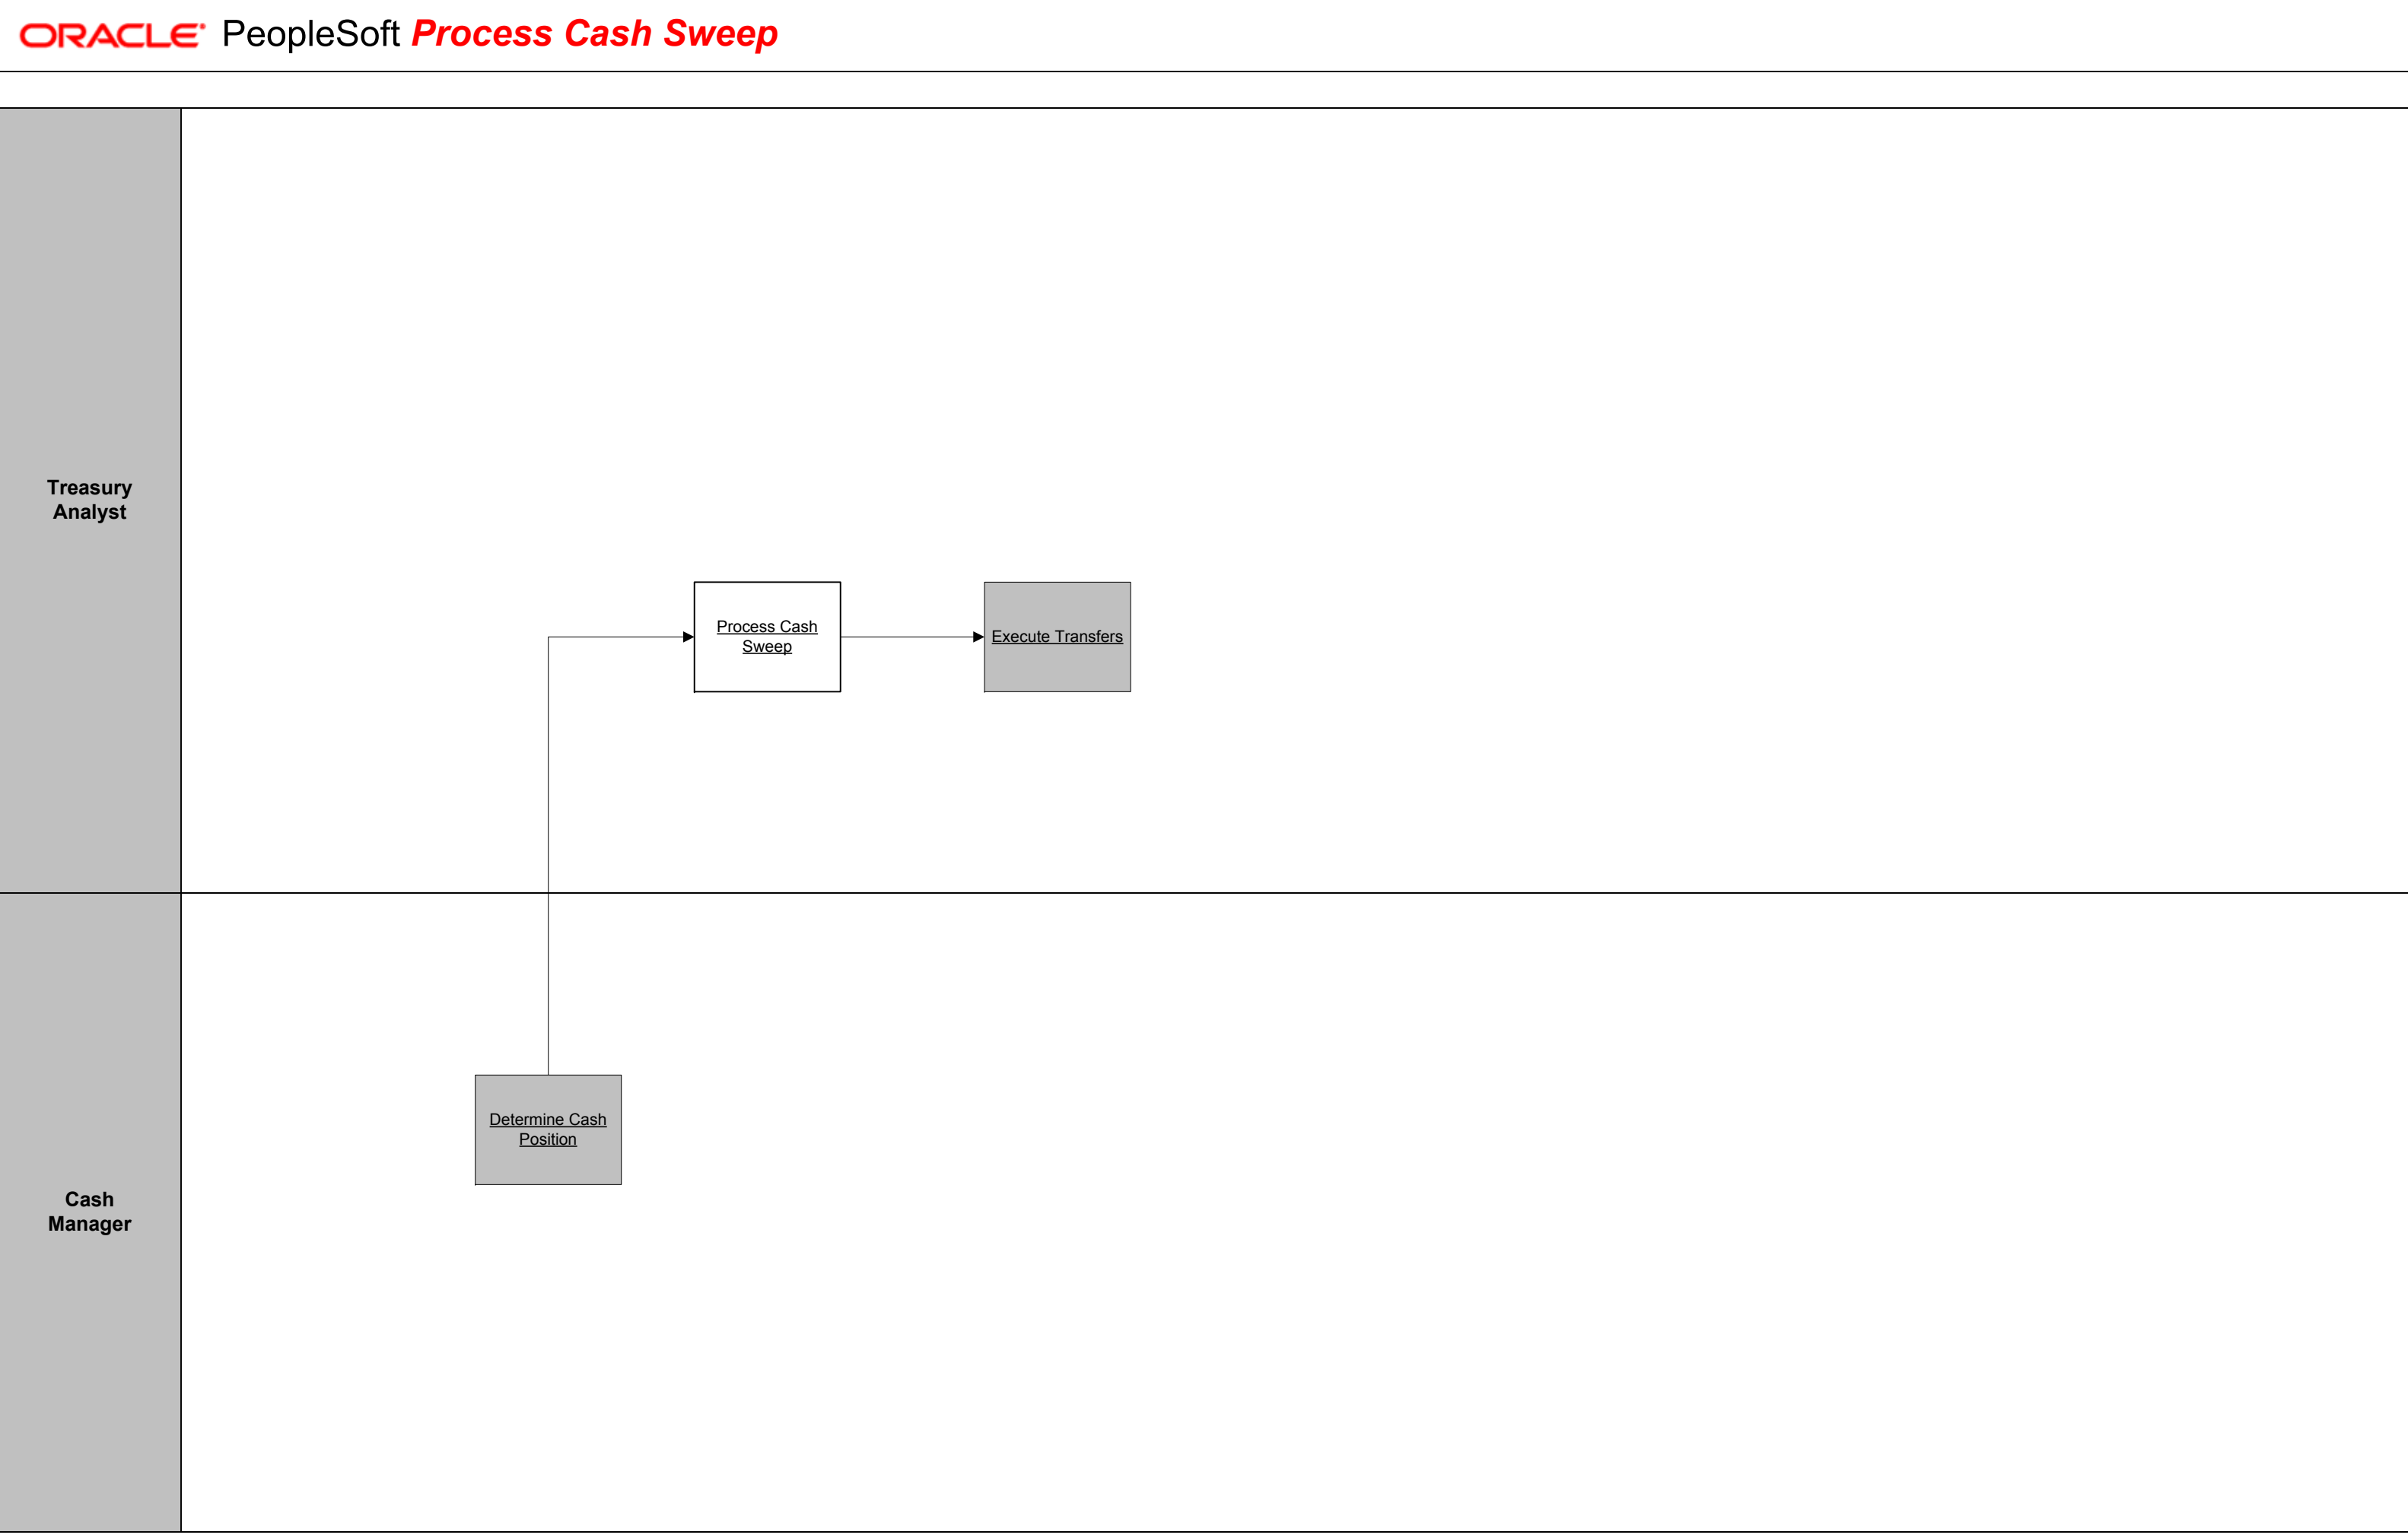 ORACLE® PeopleSoft Process Cash Sweep
Treasury
Analyst
Process Cash
Sweep
Execute Transfers
Determine Cash
Position
Cash
Manager